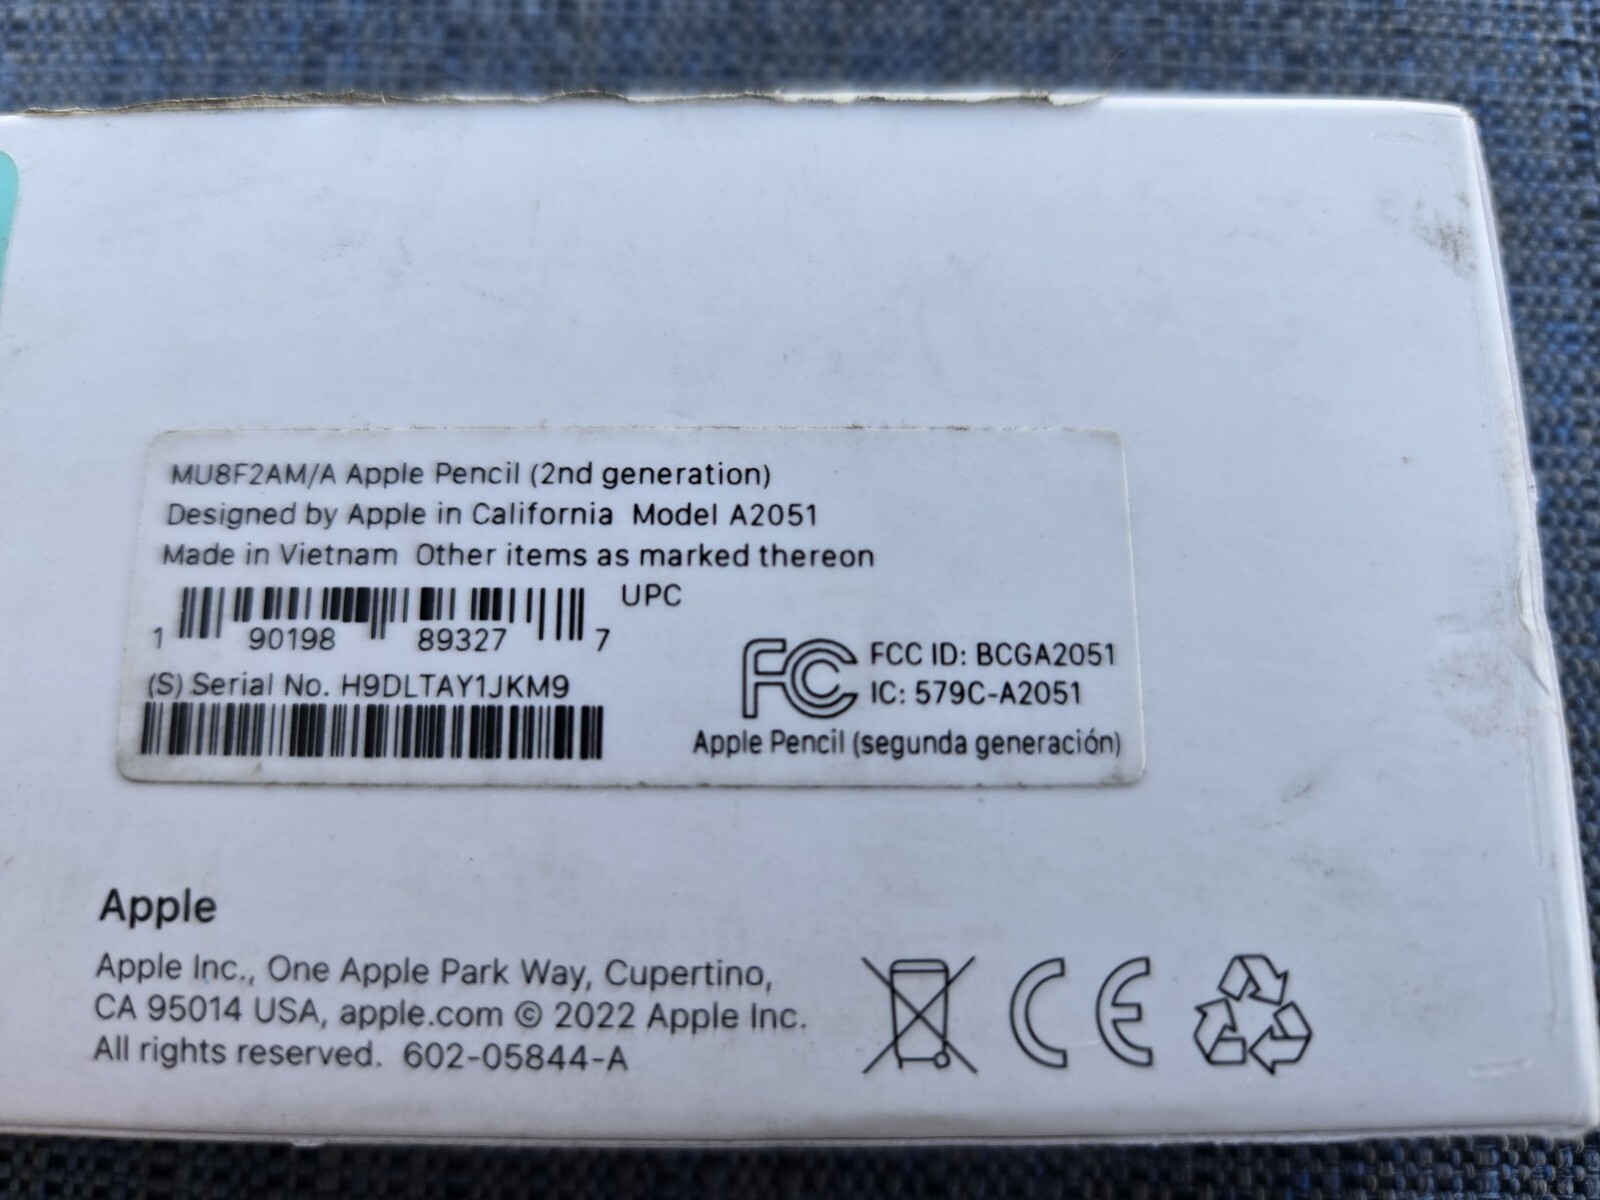 MU8F2AM/A Apple Pencil (2nd generation)
Designed by Apple in California Model A2051
Made in Vietnam Other items as marked thereon
UPC
1 90198 89327 7
(S) Serial No. H9DLTAY1JKM9
FC FCC ID: BCGA2051
IC: 579C-A2051
Apple Pencil (segunda generación)
Apple
Apple Inc., One Apple Park Way, Cupertino,
CA 95014 USA, apple.com © 2022 Apple Inc.
All rights reserved. 602-05844-A
CE